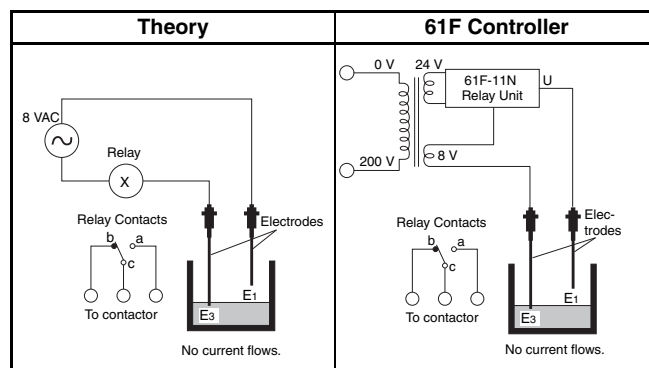 Theory
61F Controller
8 VAC
Relay
X
Relay Contacts
b
a
c
To contactor
Electrodes
E1
E3
No current flows.
0 V
24 V
61F-11N
Relay Unit
U
200 V
8 V
Relay Contacts
b
a
c
To contactor
Elec-
trodes
E1
E3
No current flows.